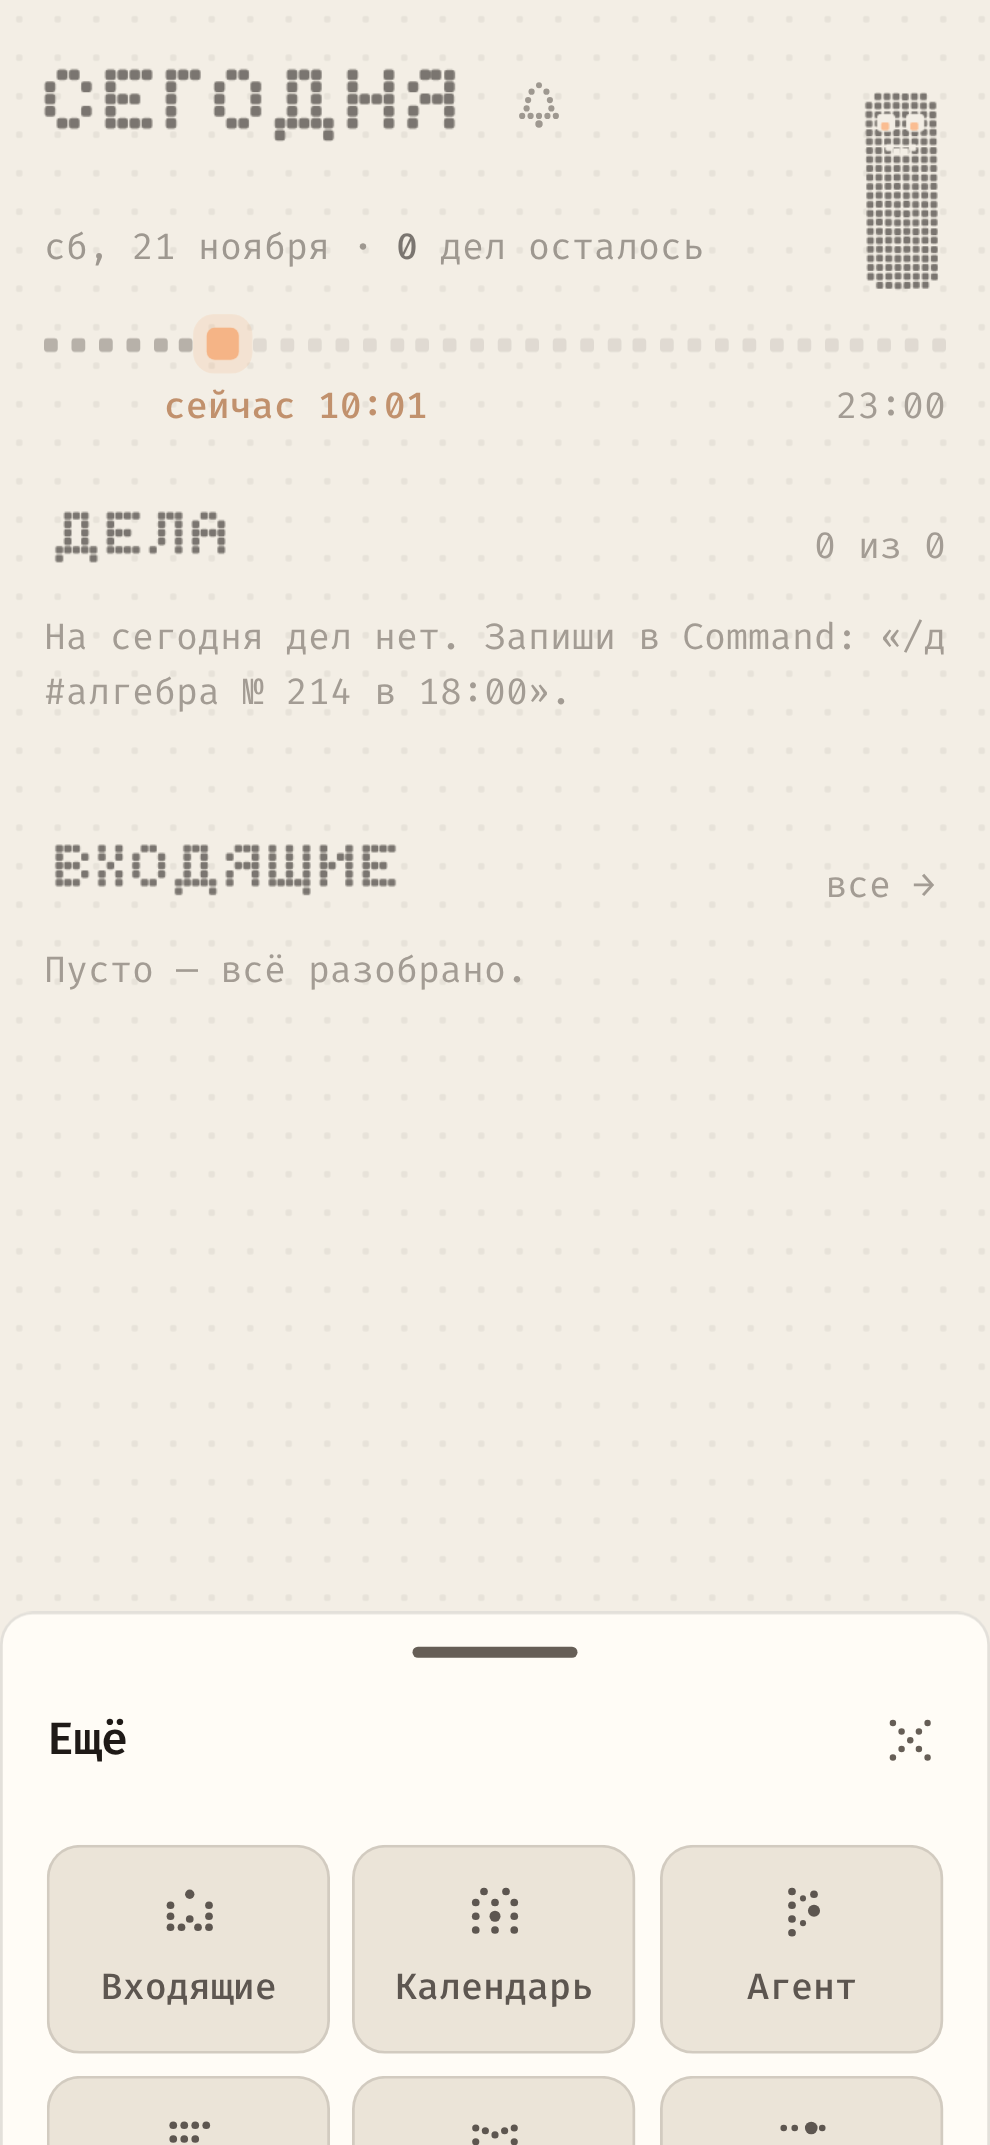 СЕГОДНЯ
сб, 21 ноября · 0 дел осталось
сейчас 10:01 23:00
ДЕЛА 0 из 0
На сегодня дел нет. Запиши в Command: «/д
#алгебра № 214 в 18:00».
ВХОДЯЩИЕ все →
Пусто — всё разобрано.
Ещё
Входящие Календарь Агент